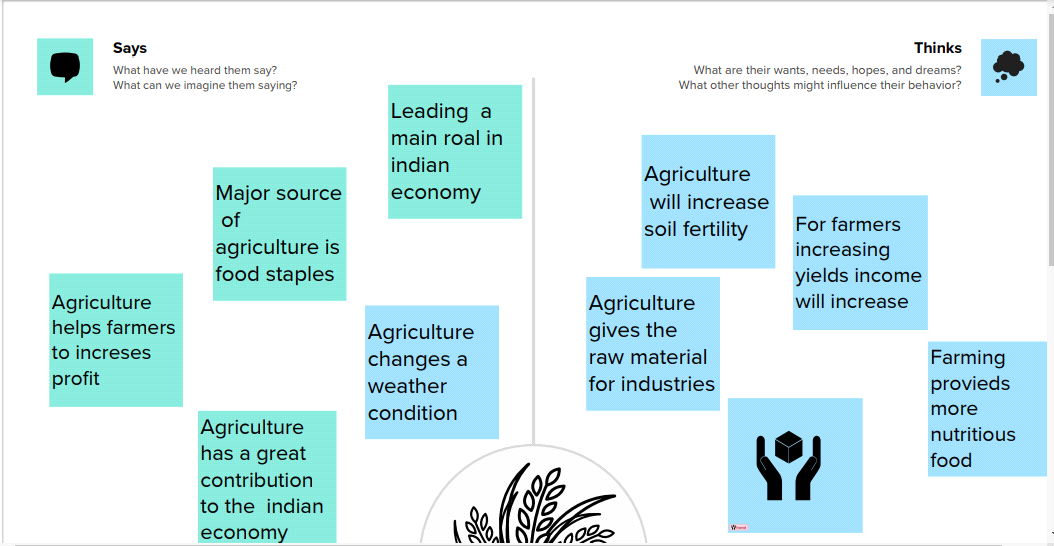 Says
What have we heard them say?
What can we imagine them saying?
Thinks
What are their wants, needs, hopes, and dreams?
What other thoughts might influence their behavior?
Leading a
main roal in
indian
economy
Major source
of
agriculture is
food staples
Agriculture
helps farmers
to increses
profit
Agriculture
changes a
weather
condition
Agriculture
has a great
contribution
to the indian
economy
Agriculture
will increase
soil fertility
For farmers
increasing
yields income
will increase
Agriculture
gives the
raw material
for industries
Farming
provieds
more
nutritious
food